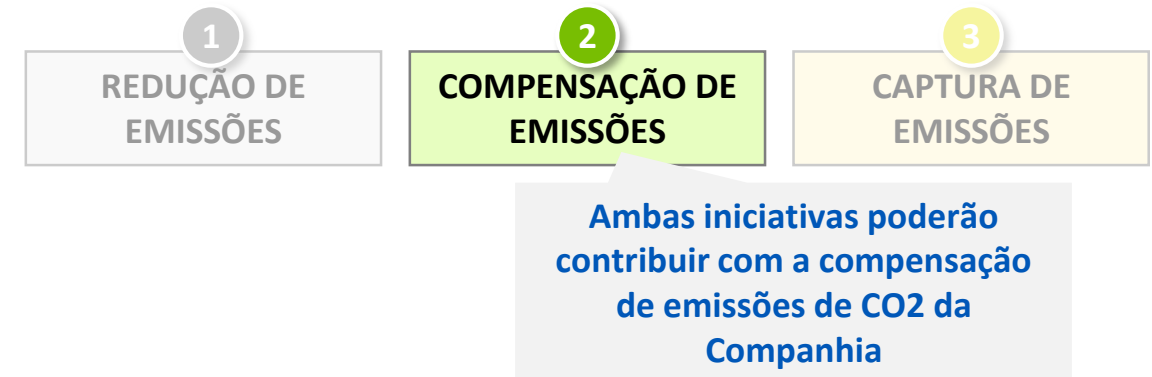 1
REDUÇÃO DE
EMISSÕES
2
COMPENSAÇÃO DE
EMISSÕES
3
CAPTURA DE
EMISSÕES
Ambas iniciativas poderão
contribuir com a compensação
de emissões de CO2 da
Companhia